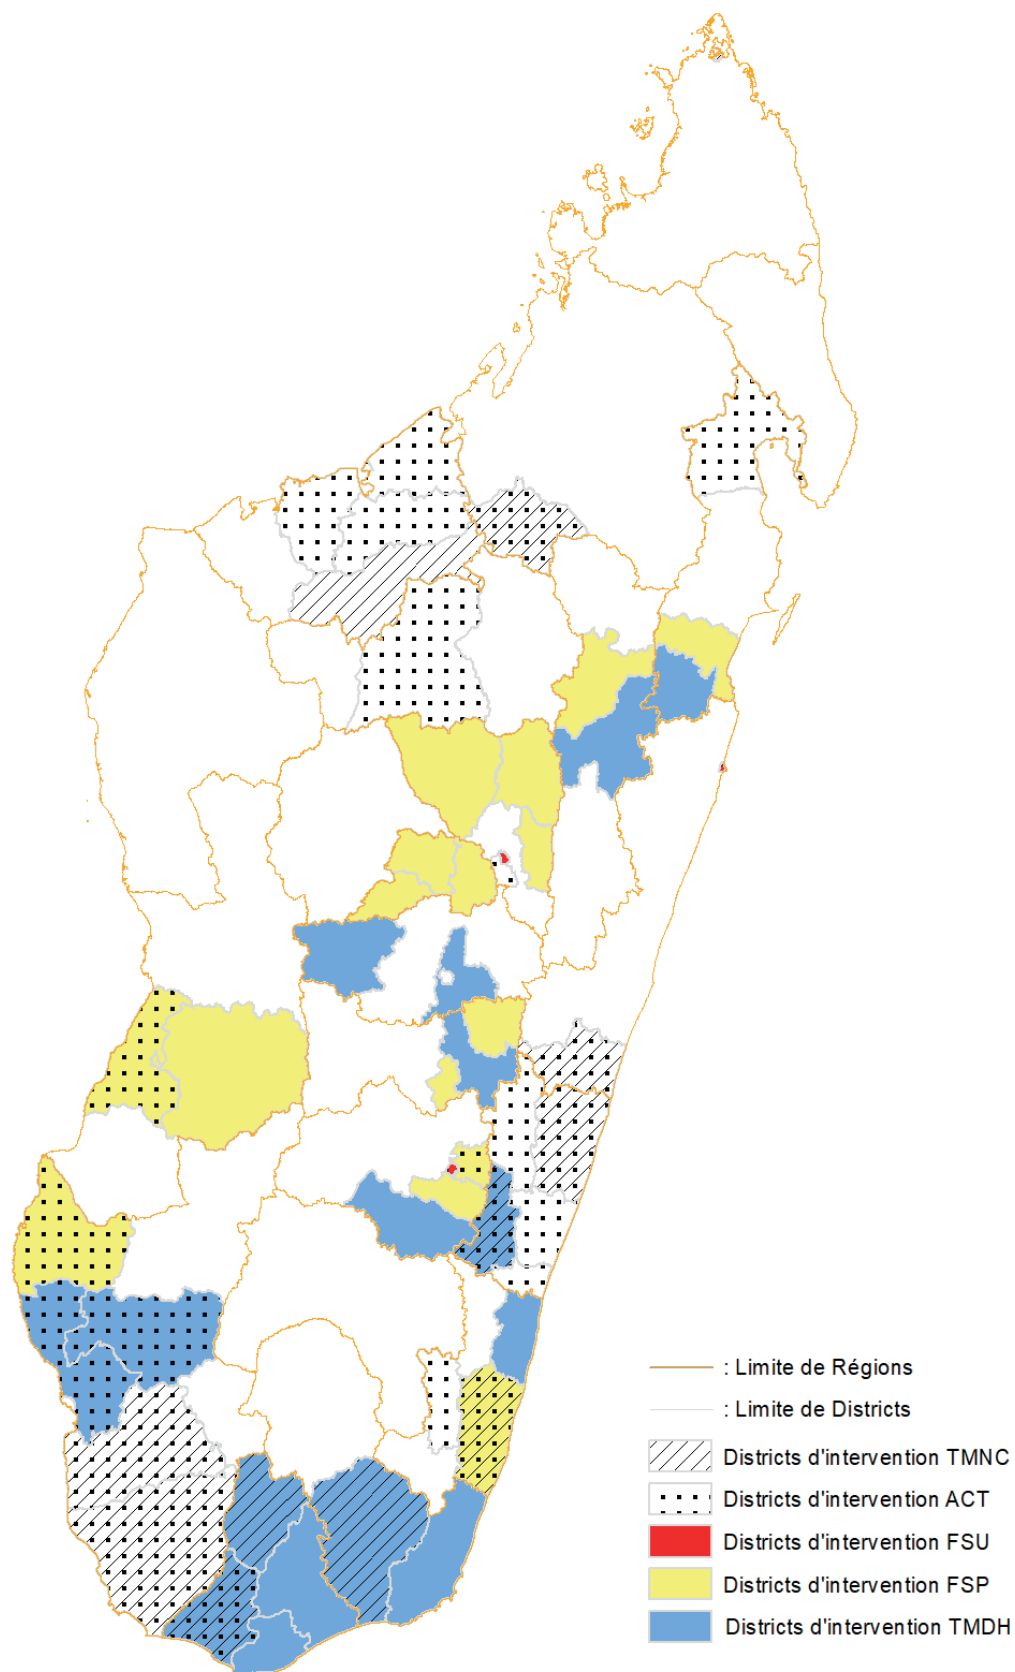 : Limite de Régions
: Limite de Districts
Districts d'intervention TMNC
Districts d'intervention ACT
Districts d'intervention FSU
Districts d'intervention FSP
Districts d'intervention TMDH